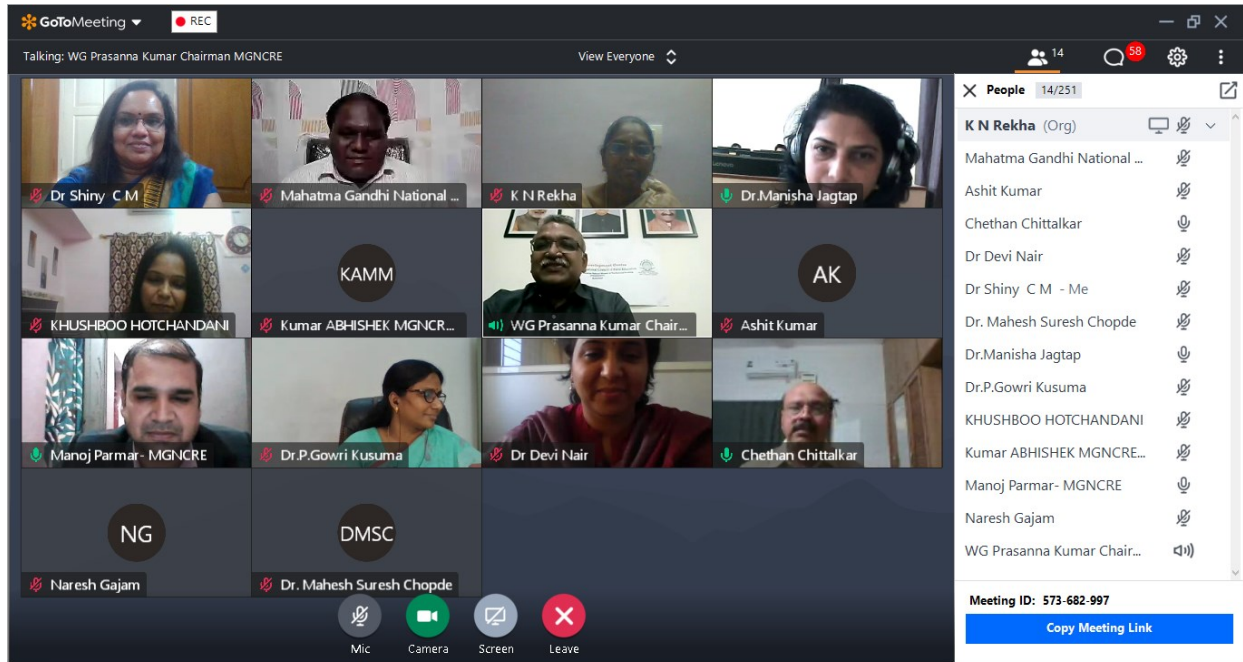 GoToMeeting
REC
Talking: WG Prasanna Kumar Chairman MGNCRE
View Everyone
14
58
Dr Shiny C M
Mahatma Gandhi National ...
K N Rekha
Dr.Manisha Jagtap
KHUSHBOO HOTCHANDANI
KAMM
Kumar ABHISHEK MGNCR...
WG Prasanna Kumar Chair...
AK
Ashit Kumar
Manoj Parmar- MGNCRE
Dr.P.Gowri Kusuma
Dr Devi Nair
Chethan Chittalkar
NG
Naresh Gajam
DMSC
Dr. Mahesh Suresh Chopde
Mic
Camera
Screen
Leave
People 14/251
K N Rekha (Org)
Mahatma Gandhi National ...
Ashit Kumar
Chethan Chittalkar
Dr Devi Nair
Dr Shiny C M - Me
Dr. Mahesh Suresh Chopde
Dr.Manisha Jagtap
Dr.P.Gowri Kusuma
KHUSHBOO HOTCHANDANI
Kumar ABHISHEK MGNCRE...
Manoj Parmar- MGNCRE
Naresh Gajam
WG Prasanna Kumar Chair...
Meeting ID: 573-682-997
Copy Meeting Link